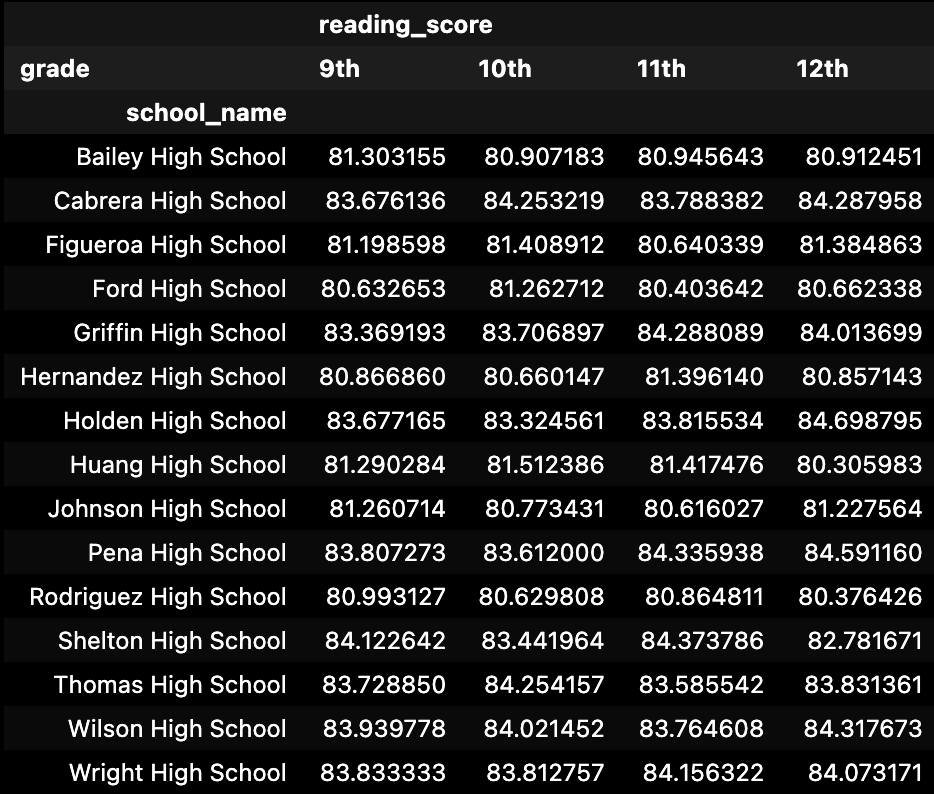 reading_score
grade 9th 10th 11th 12th
school_name
Bailey High School 81.303155 80.907183 80.945643 80.912451
Cabrera High School 83.676136 84.253219 83.788382 84.287958
Figueroa High School 81.198598 81.408912 80.640339 81.384863
Ford High School 80.632653 81.262712 80.403642 80.662338
Griffin High School 83.369193 83.706897 84.288089 84.013699
Hernandez High School 80.866860 80.660147 81.396140 80.857143
Holden High School 83.677165 83.324561 83.815534 84.698795
Huang High School 81.290284 81.512386 81.417476 80.305983
Johnson High School 81.260714 80.773431 80.616027 81.227564
Pena High School 83.807273 83.612000 84.335938 84.591160
Rodriguez High School 80.993127 80.629808 80.864811 80.376426
Shelton High School 84.122642 83.441964 84.373786 82.781671
Thomas High School 83.728850 84.254157 83.585542 83.831361
Wilson High School 83.939778 84.021452 83.764608 84.317673
Wright High School 83.833333 83.812757 84.156322 84.073171